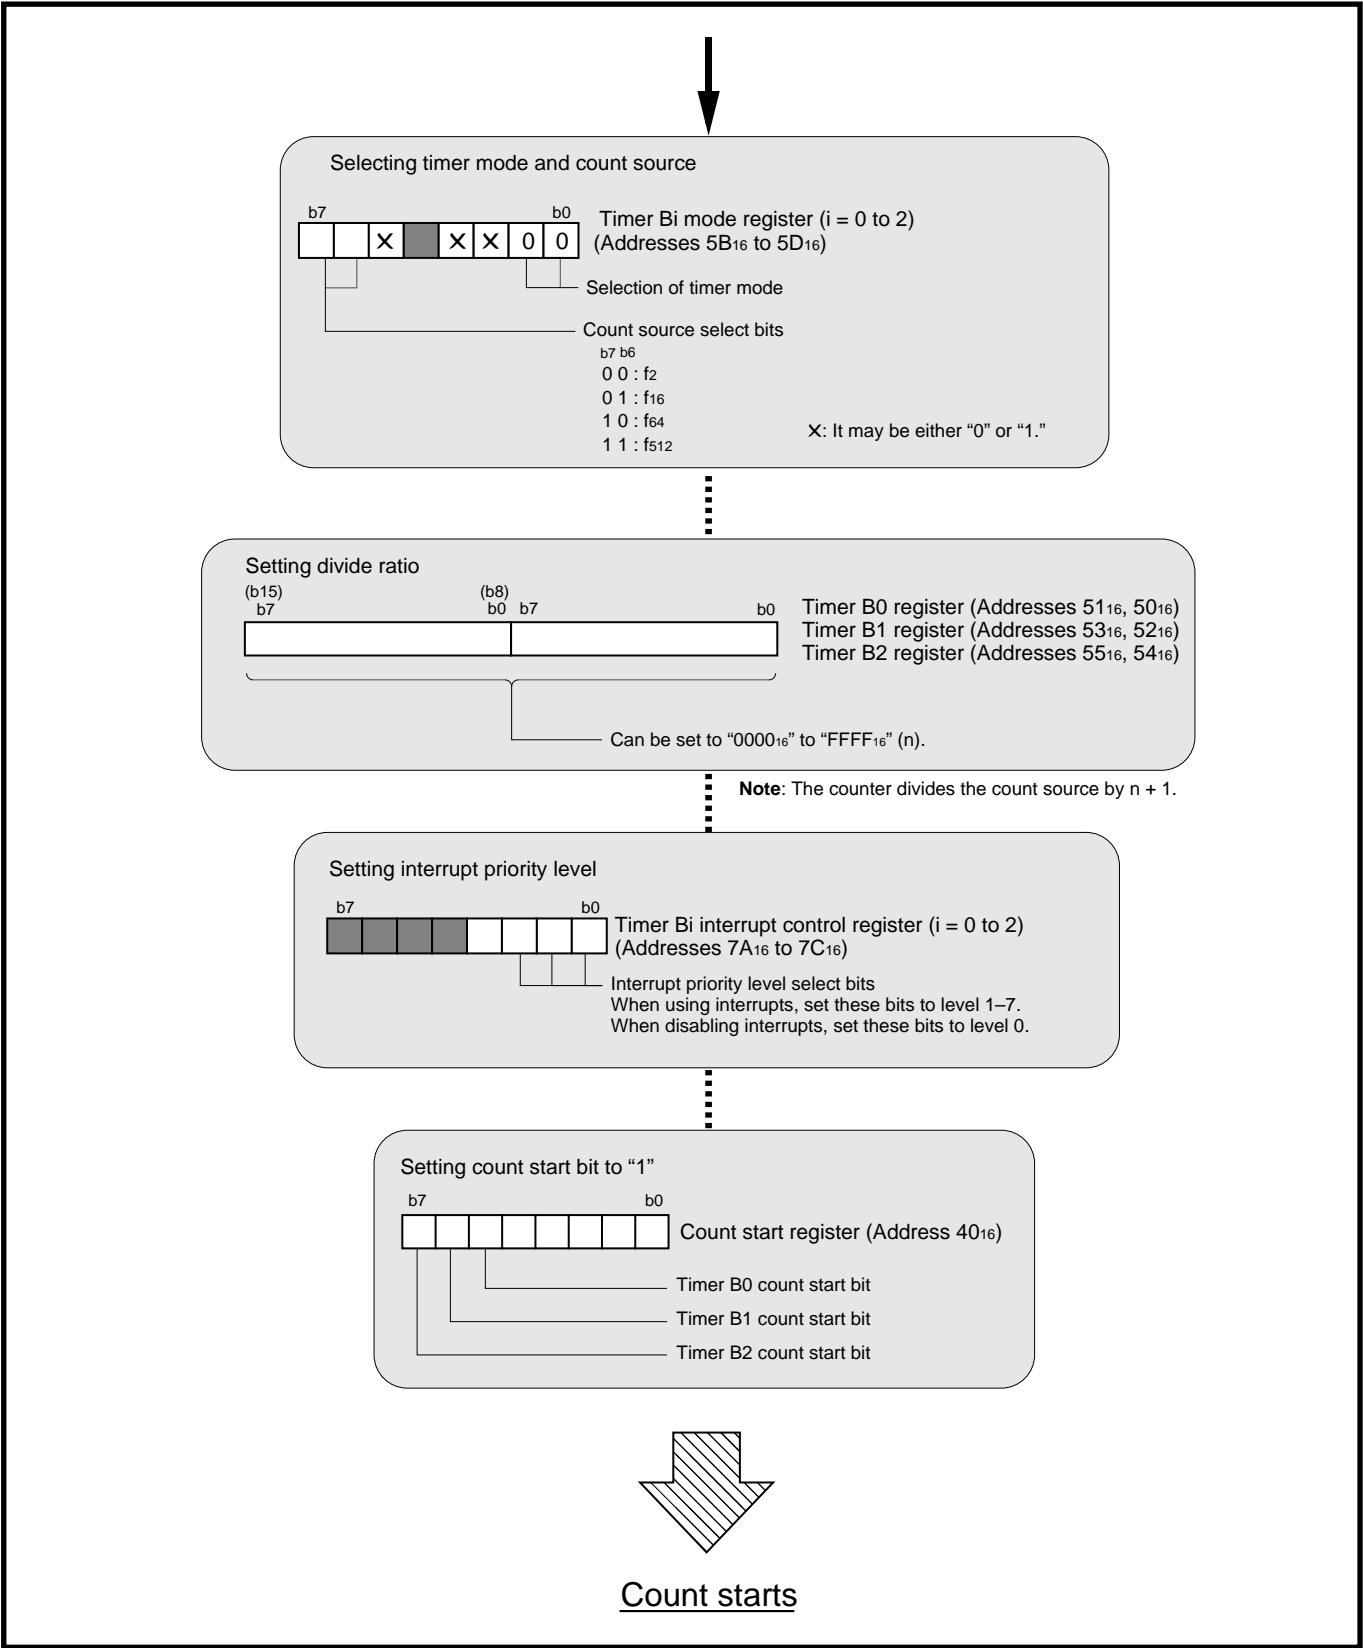 Selecting timer mode and count source
b7 b0
Timer Bi mode register (i = 0 to 2)
× × × 0 0
(Addresses 5B16 to 5D16)
Selection of timer mode
Count source select bits
b7 b6
0 0 : f2
0 1 : f16
1 0 : f64
1 1 : f512
×: It may be either “0” or “1.”
Setting divide ratio
(b15) (b8)
b7 b0 b7 b0
Timer B0 register (Addresses 5116, 5016)
Timer B1 register (Addresses 5316, 5216)
Timer B2 register (Addresses 5516, 5416)
Can be set to “000016” to “FFFF16” (n).
Note: The counter divides the count source by n + 1.
Setting interrupt priority level
b7 b0
Timer Bi interrupt control register (i = 0 to 2)
(Addresses 7A16 to 7C16)
Interrupt priority level select bits
When using interrupts, set these bits to level 1–7.
When disabling interrupts, set these bits to level 0.
Setting count start bit to “1”
b7 b0
Count start register (Address 4016)
Timer B0 count start bit
Timer B1 count start bit
Timer B2 count start bit
Count starts